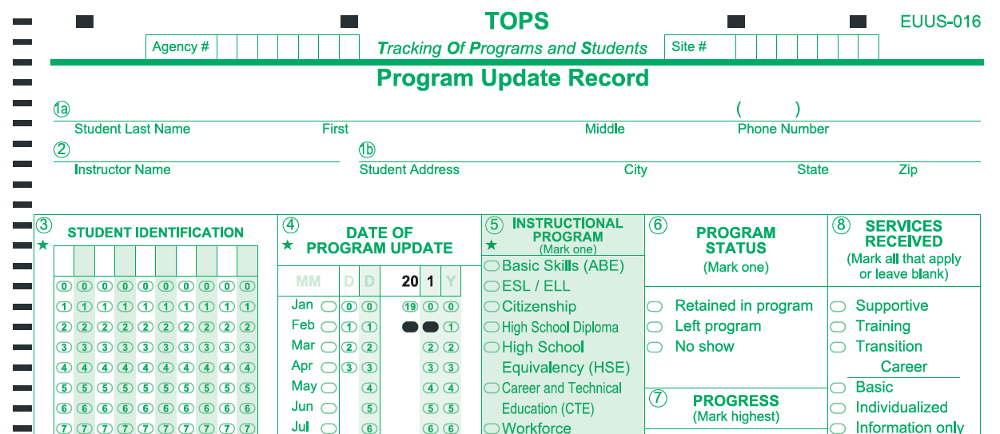 TOPS
EUUS-016
Agency #
Tracking Of Programs and Students
Site #
Program Update Record
1a
( )
Student Last Name First Middle Phone Number
2 1b
Instructor Name Student Address City State Zip
3 STUDENT IDENTIFICATION
0 0 0 0 0 0 0 0 0 0
1 1 1 1 1 1 1 1 1 1
2 2 2 2 2 2 2 2 2 2
3 3 3 3 3 3 3 3 3 3
4 4 4 4 4 4 4 4 4 4
5 5 5 5 5 5 5 5 5 5
6 6 6 6 6 6 6 6 6 6
7 7 7 7 7 7 7 7 7 7
4 DATE OF
PROGRAM UPDATE
MM D D 20 1 Y
Jan 0 0 19 0 0
Feb 1 1 1
Mar 2 2 2 2
Apr 3 3 3 3
May 4 4 4
Jun 5 5 5
Jul 6 6 6
5 INSTRUCTIONAL
PROGRAM
(Mark one)
Basic Skills (ABE)
ESL / ELL
Citizenship
High School Diploma
High School
Equivalency (HSE)
Career and Technical
Education (CTE)
Workforce
6 PROGRAM
STATUS
(Mark one)
Retained in program
Left program
No show
7 PROGRESS
(Mark highest)
8 SERVICES
RECEIVED
(Mark all that apply
or leave blank)
Supportive
Training
Transition
Career
Basic
Individualized
Information only